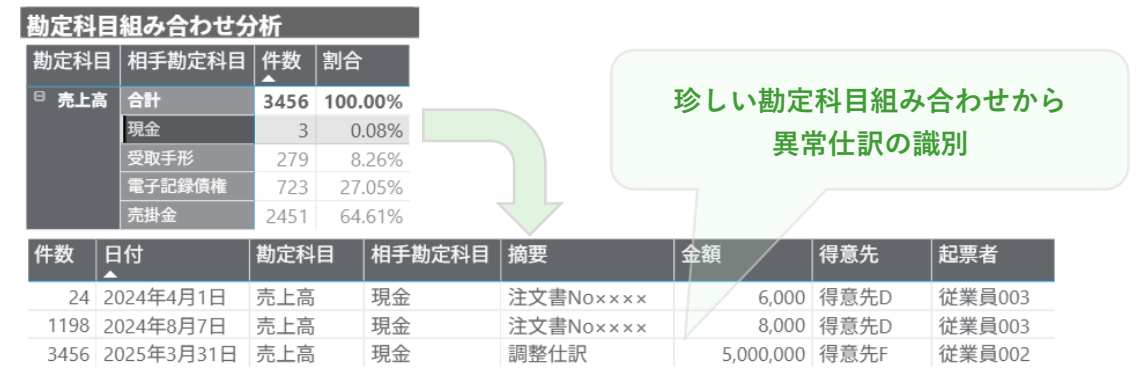 勘定科目組み合わせ分析
勘定科目 相手勘定科目 件数 割合
売上高 合計 3456 100.00%
現金 3 0.08%
受取手形 279 8.26%
電子記録債権 723 27.05%
売掛金 2451 64.61%
珍しい勘定科目組み合わせから
異常仕訳の識別
件数 日付 勘定科目 相手勘定科目 摘要 金額 得意先 起票者
24 2024年4月1日 売上高 現金 注文書No×××× 6,000 得意先D 従業員003
1198 2024年8月7日 売上高 現金 注文書No×××× 8,000 得意先D 従業員003
3456 2025年3月31日 売上高 現金 調整仕訳 5,000,000 得意先F 従業員002